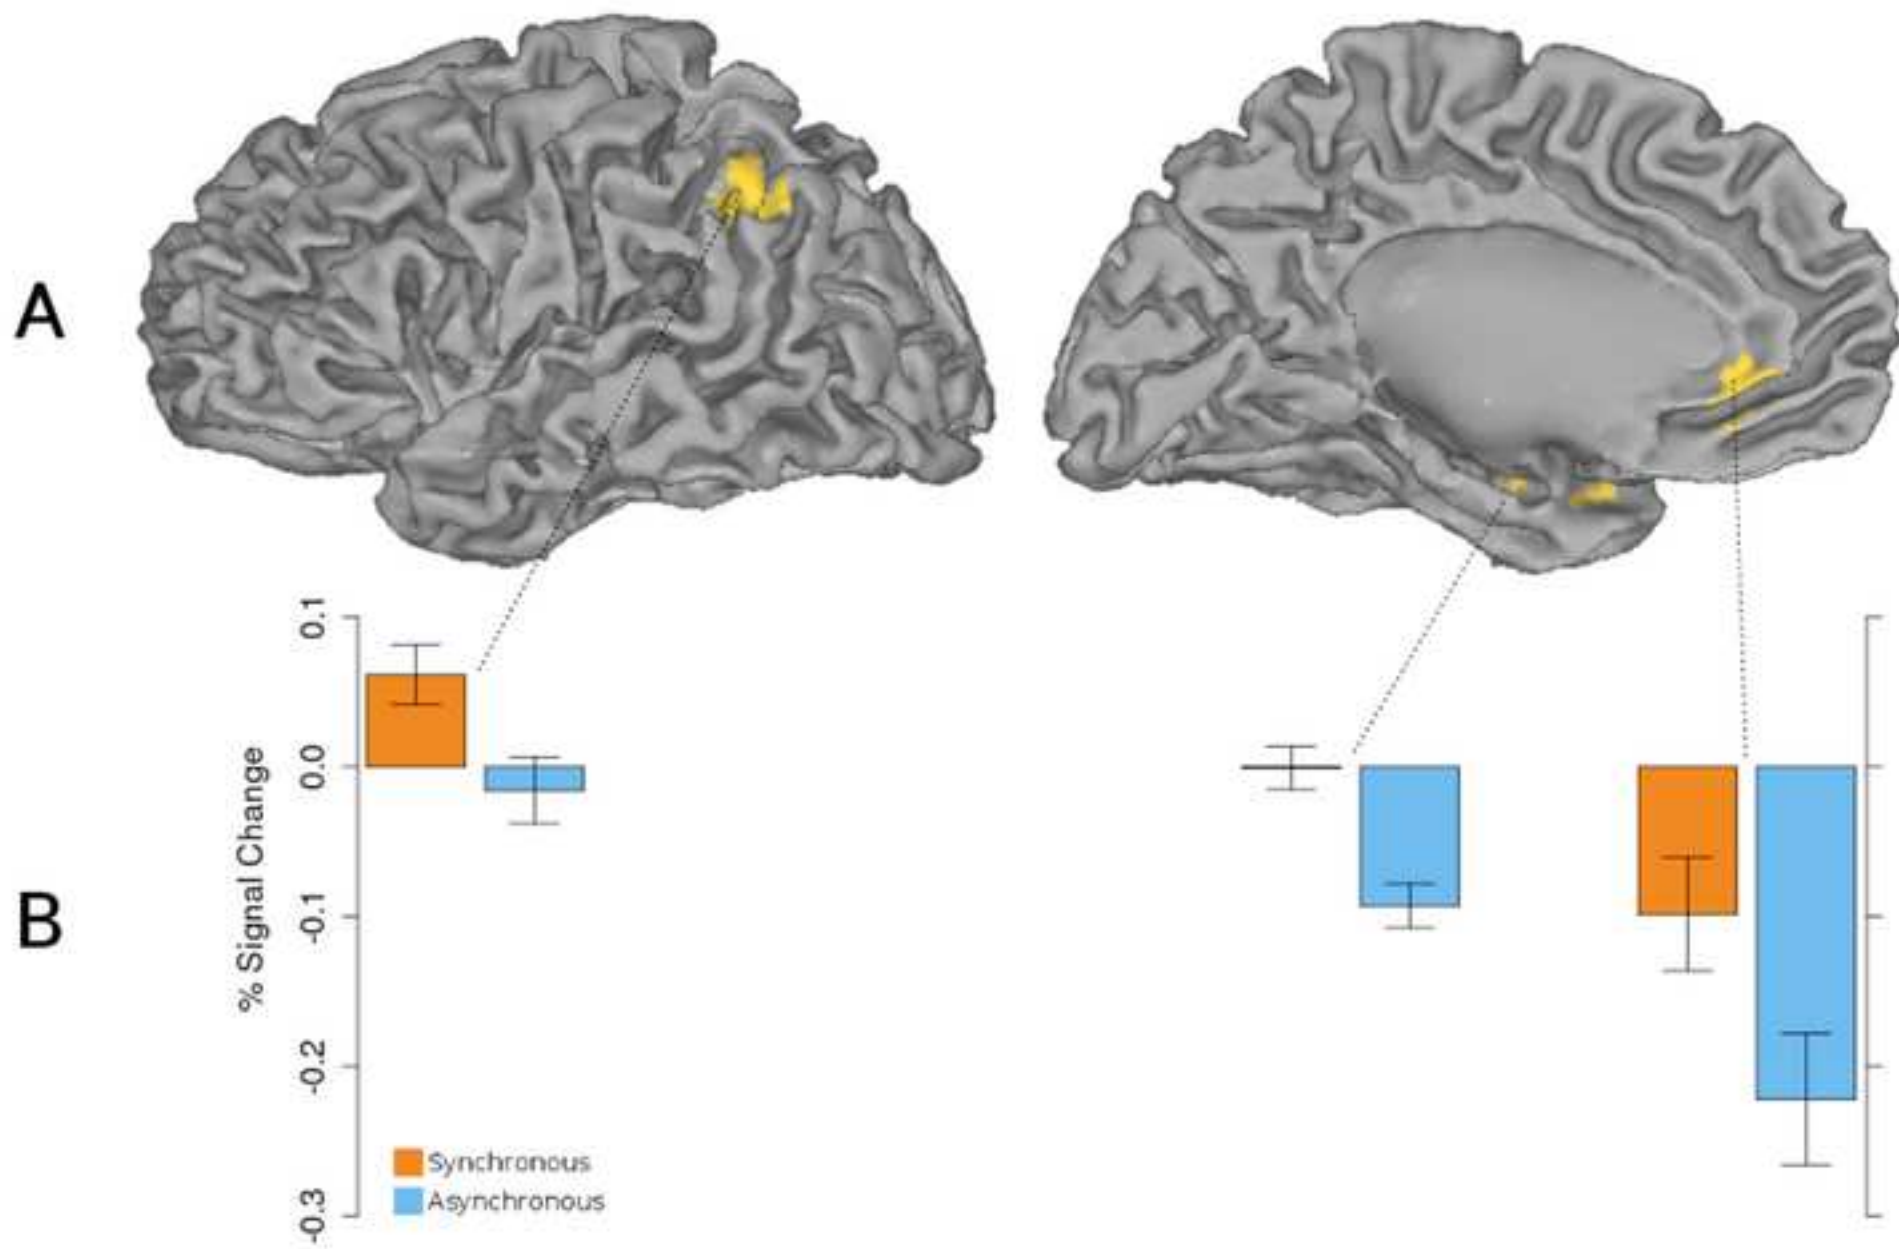 A
0.1
0.0
-0.1
-0.2
-0.3
% Signal Change
B
Synchronous
Asynchronous